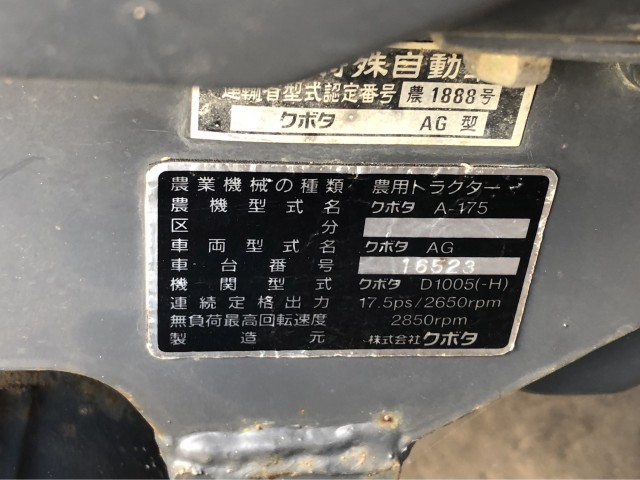 殊自動
運輸省型式認定番号 農1888号
クボタ AG型
農業機械の種類 農用トラクター
農機型式名 クボタ A-175
区分
車両型式名 クボタ AG
車台番号 16523
機関型式 クボタ D1005(-H)
連続定格出力 17.5ps/2650rpm
無負荷最高回転速度 2850rpm
製造元 株式会社クボタ